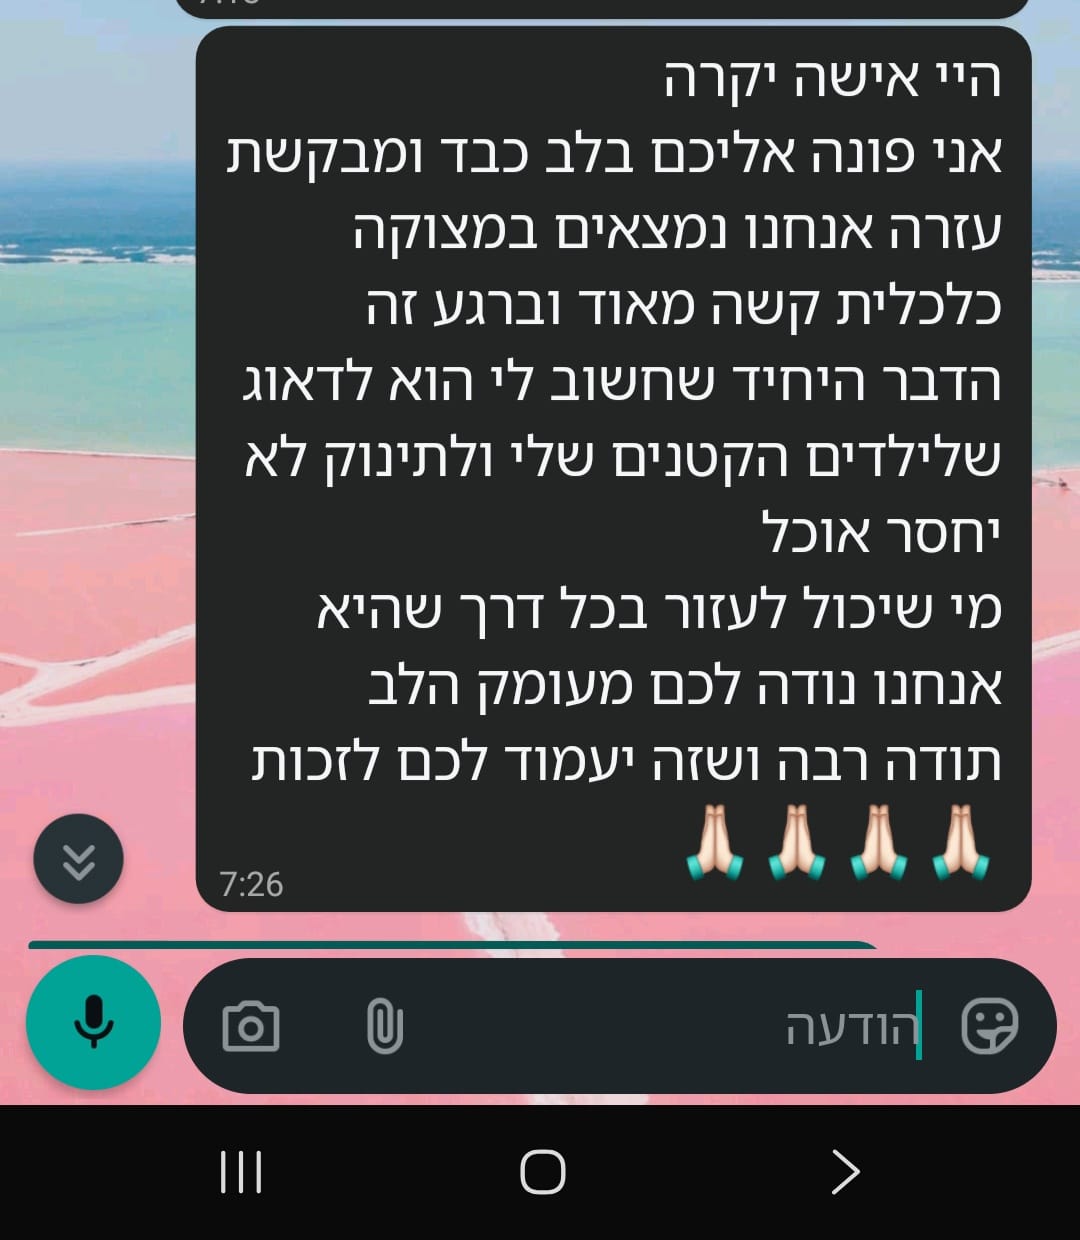 היי אישה יקרה
אני פונה אליכם בלב כבד ומבקשת
עזרה אנחנו נמצאים במצוקה
כלכלית קשה מאוד וברגע זה
הדבר היחיד שחשוב לי הוא לדאוג
שלילדים הקטנים שלי ולתינוק לא
יחסר אוכל
מי שיכול לעזור בכל דרך שהיא
אנחנו נודה לכם מעומק הלב
תודה רבה ושזה יעמוד לכם לזכות
🙏🏻🙏🏻🙏🏻🙏🏻
7:26
הודעה